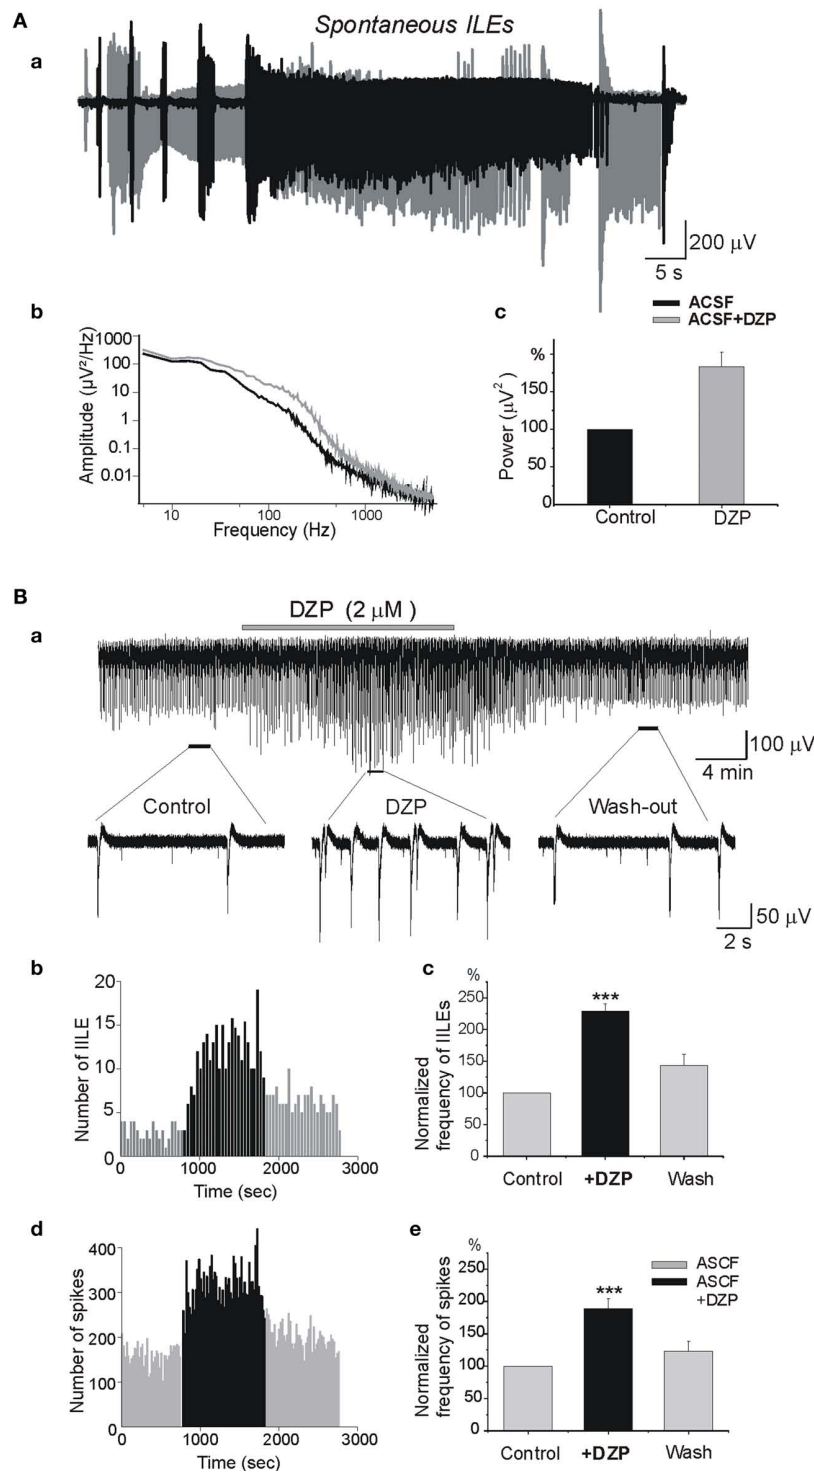 A
Spontaneous ILEs
a
200 µV
5 s
b
1000
100
10
1
0.1
0.01
Amplitude (µV²/Hz)
10
100
1000
Frequency (Hz)
c
ACSF
ACSF+DZP
%
150
100
50
0
Power (µV²)
Control
DZP
B
DZP (2 µM )
a
100 µV
4 min
Control
DZP
Wash-out
50 µV
2 s
b
20
15
10
5
0
Number of IILE
0
1000
2000
3000
Time (sec)
c
%
250
200
150
100
50
0
Normalized
frequency of IILEs
***
Control
+DZP
Wash
d
400
300
200
100
0
Number of spikes
0
1000
2000
3000
Time (sec)
e
%
250
200
150
100
50
0
Normalized
frequency of spikes
***
ASCF
ASCF
+DZP
Control
+DZP
Wash